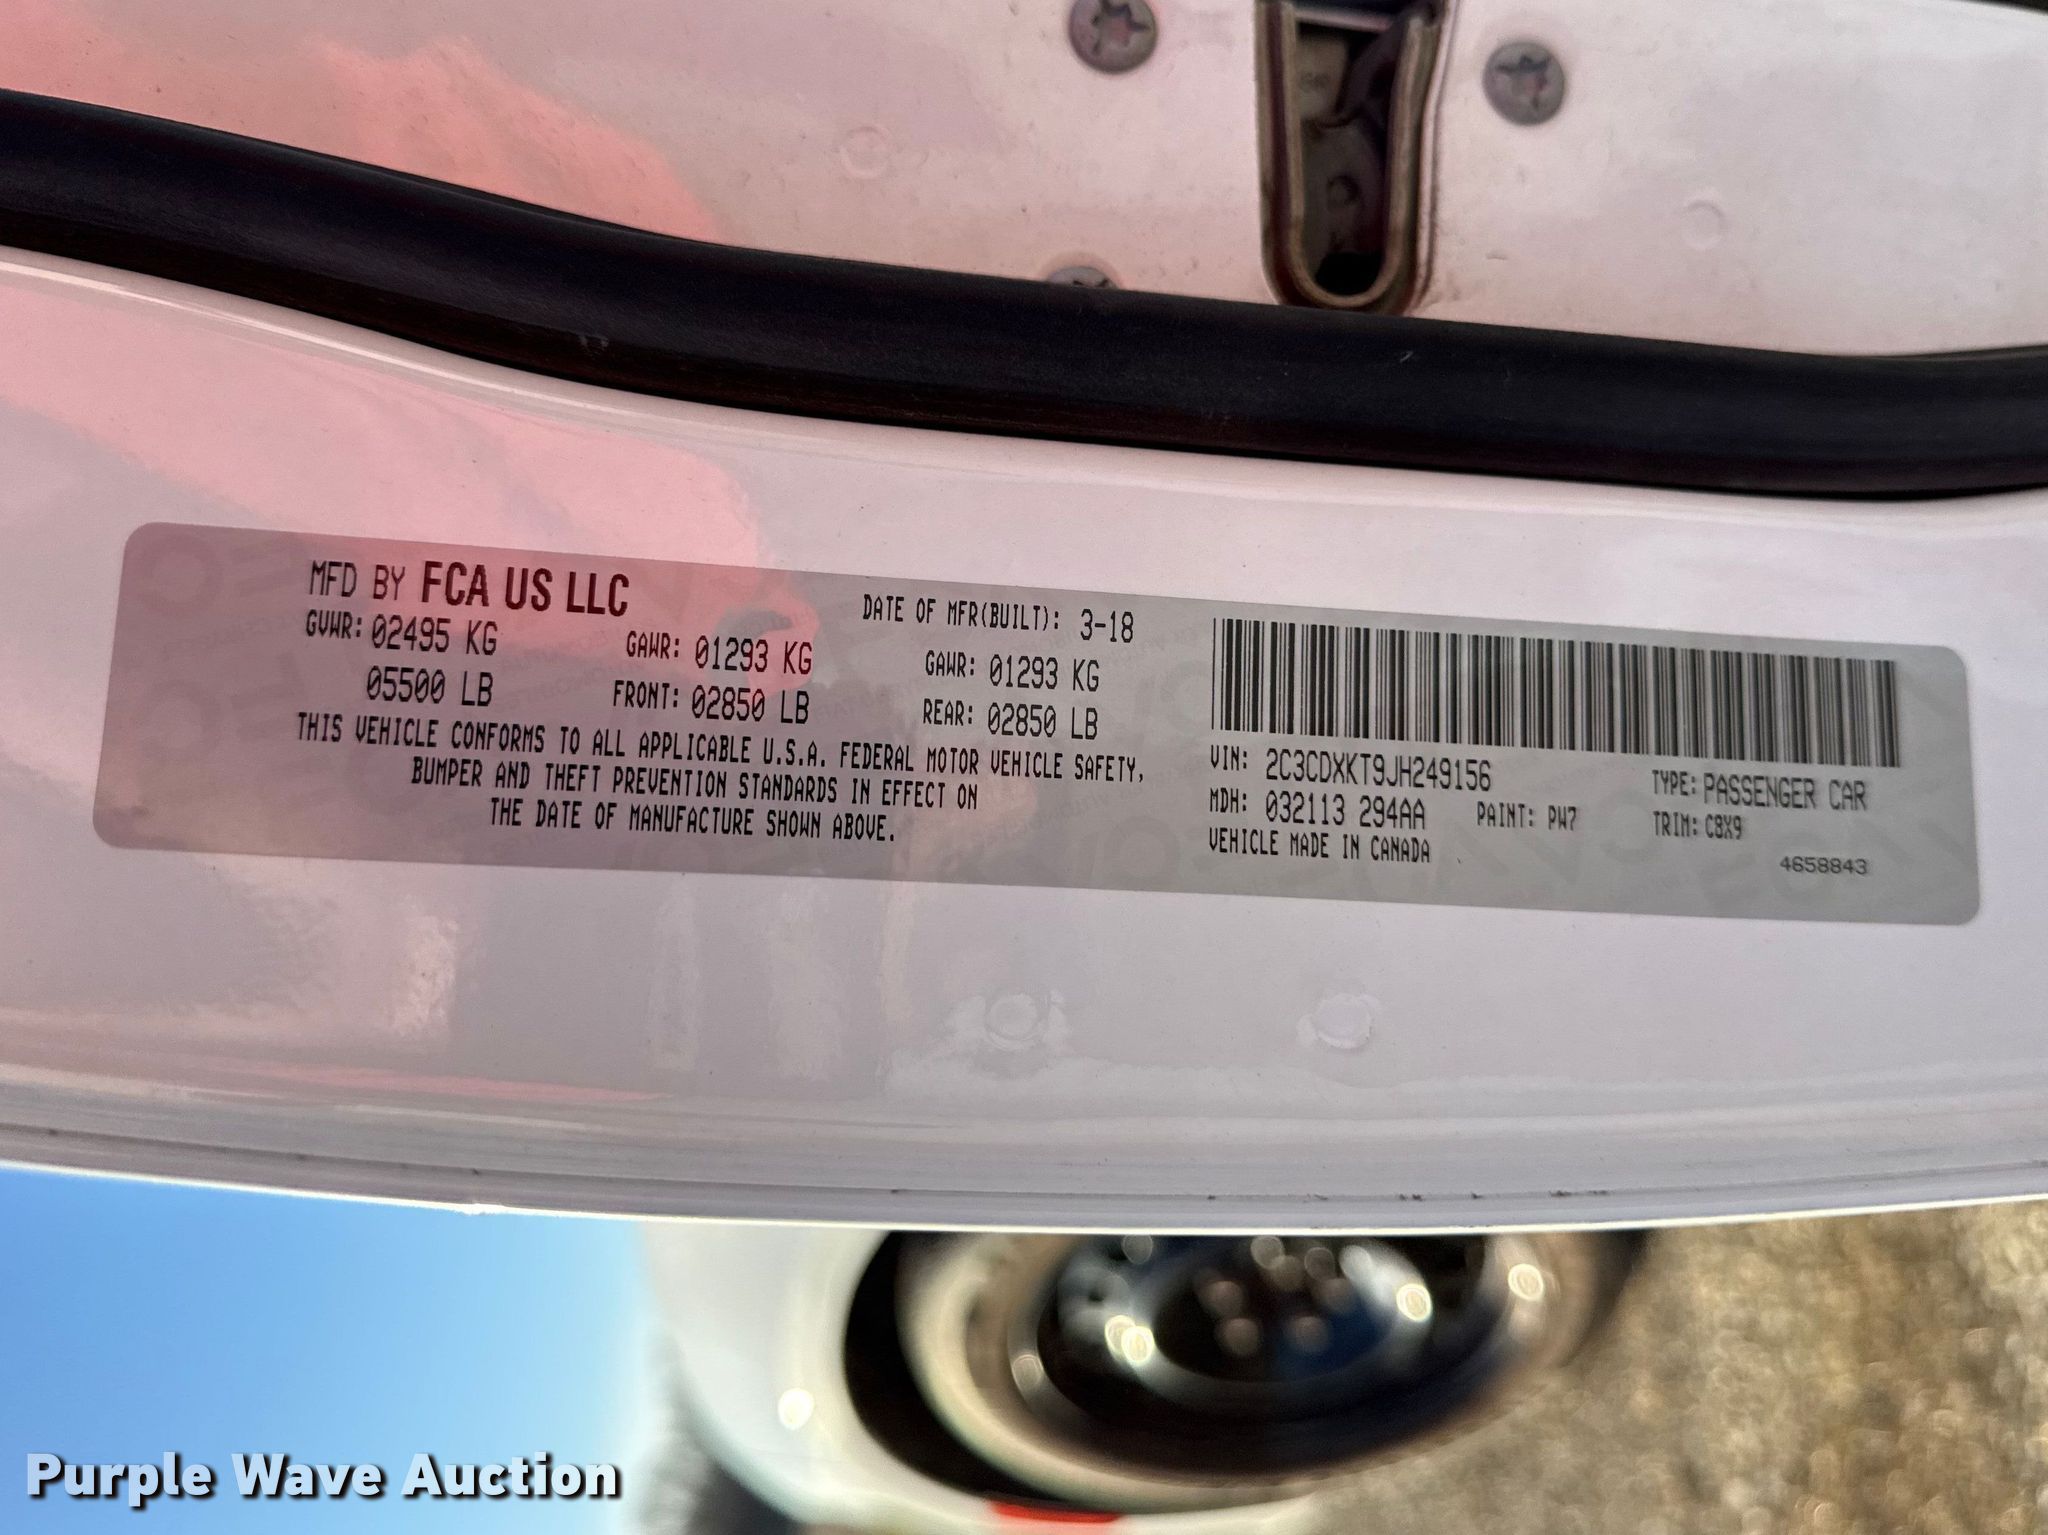 MFD BY FCA US LLC
DATE OF MFR(BUILT): 3-18
GVWR: 02495 KG
05500 LB
GAWR: 01293 KG
FRONT: 02850 LB
GAWR: 01293 KG
REAR: 02850 LB
THIS VEHICLE CONFORMS TO ALL APPLICABLE U.S.A. FEDERAL MOTOR VEHICLE SAFETY,
BUMPER AND THEFT PREVENTION STANDARDS IN EFFECT ON
THE DATE OF MANUFACTURE SHOWN ABOVE.
VIN: 2C3CDXKT9JH249156
TYPE: PASSENGER CAR
MDH: 032113 294AA
PAINT: PW7
TRIM: C8X9
VEHICLE MADE IN CANADA
4658843
Purple Wave Auction